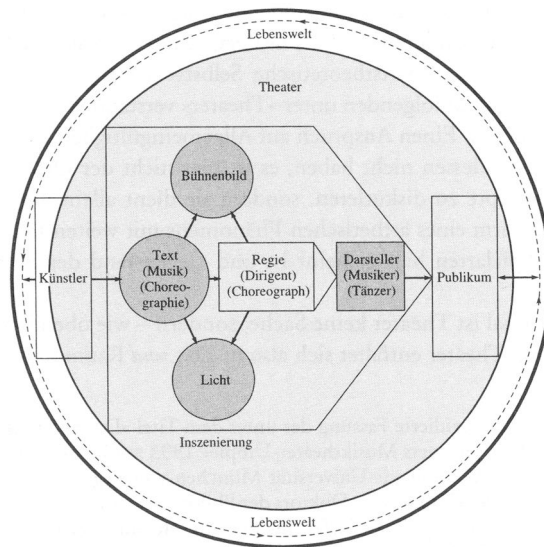 Lebenswelt
Theater
Bühnenbild
Künstler
Text
(Musik)
(Choreo-
graphie)
Regie
(Dirigent)
(Choreograph)
Darsteller
(Musiker)
(Tänzer)
Publikum
Licht
Inszenierung
Lebenswelt